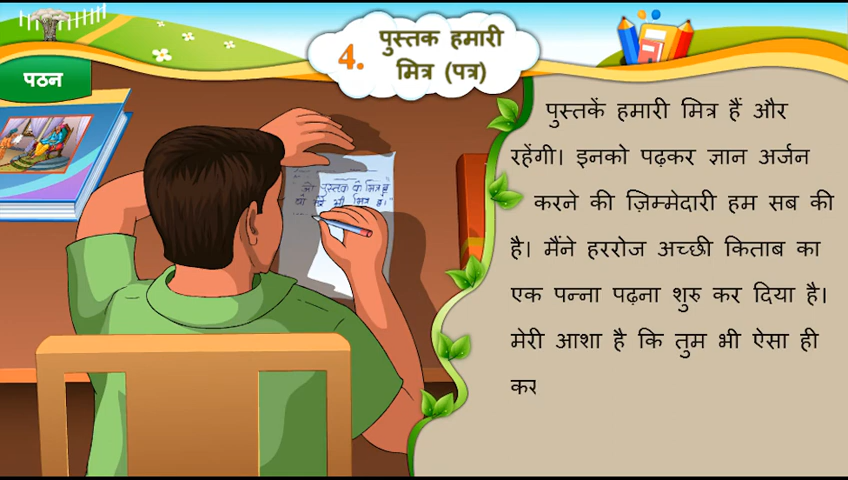 4. पुस्तक हमारी
मित्र (पत्र)
पठन
पुस्तकें हमारी मित्र हैं और
रहेंगी। इनको पढ़कर ज्ञान अर्जन
करने की ज़िम्मेदारी हम सब की
है। मैंने हररोज अच्छी किताब का
एक पन्ना पढ़ना शुरु कर दिया है।
मेरी आशा है कि तुम भी ऐसा ही
कर
जो पुस्तक के मित्र है
वो मेरे भी मित्र है।"